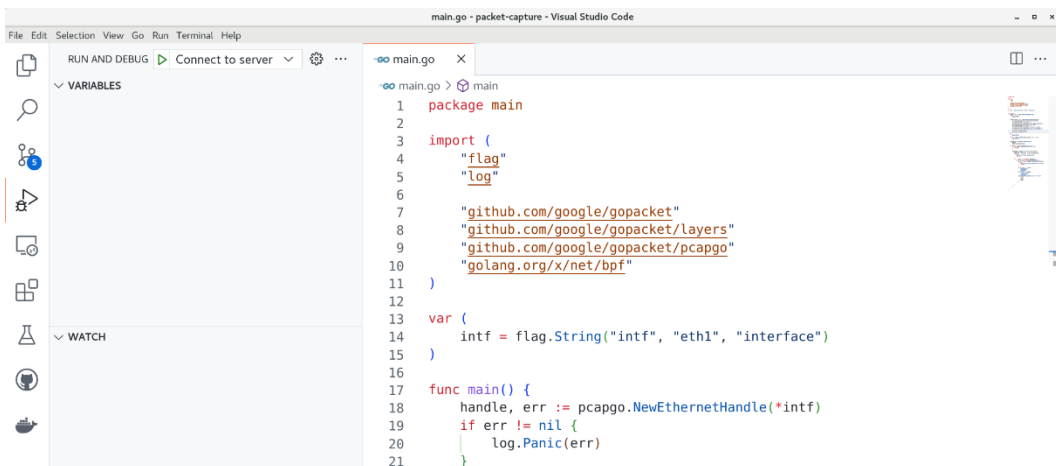 main.go - packet-capture - Visual Studio Code
File Edit Selection View Go Run Terminal Help
RUN AND DEBUG Connect to server
VARIABLES
WATCH
5
GO main.go
GO main.go > main
1 package main
2
3 import (
4 "flag"
5 "log"
6
7 "github.com/google/gopacket"
8 "github.com/google/gopacket/layers"
9 "github.com/google/gopacket/pcapgo"
10 "golang.org/x/net/bpf"
11 )
12
13 var (
14 intf = flag.String("intf", "eth1", "interface")
15 )
16
17 func main() {
18 handle, err := pcapgo.NewEthernetHandle(*intf)
19 if err != nil {
20 log.Panic(err)
21 }